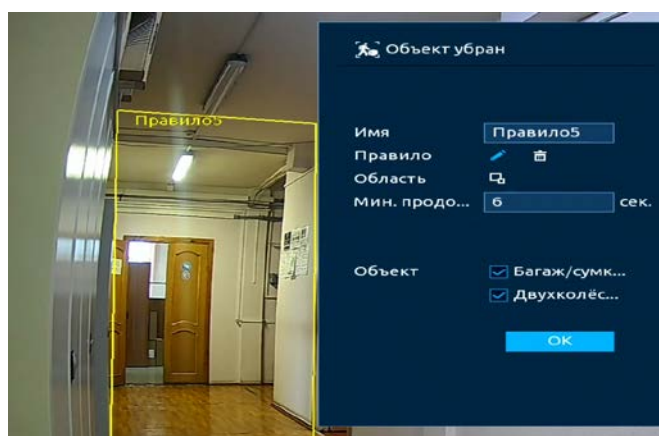 Объект убран
Правило5
Имя Правило5
Правило
Область
Мин. продо... 6 сек.
Объект Багаж/сумк...
Двухколёс...
OK